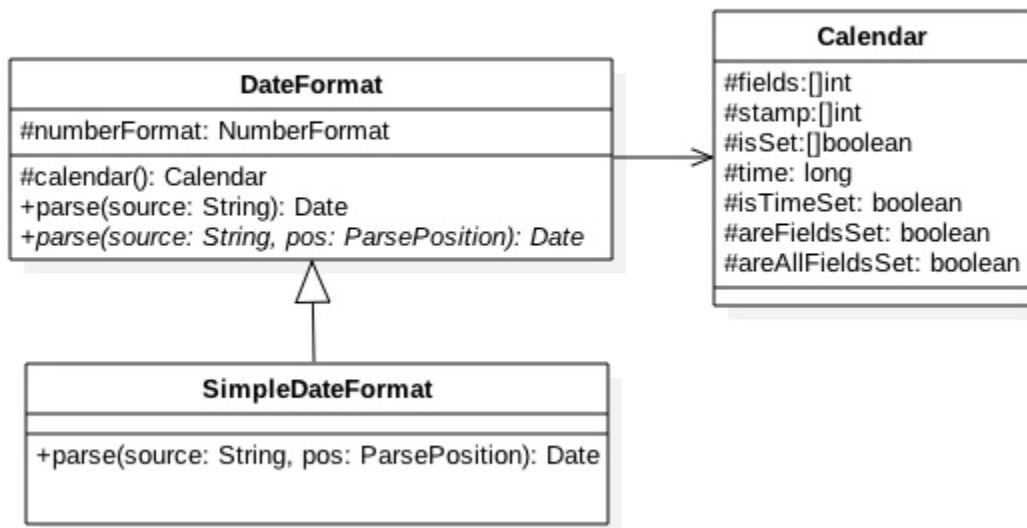 DateFormat
#numberFormat: NumberFormat
#calendar(): Calendar
+parse(source: String): Date
+parse(source: String, pos: ParsePosition): Date
Calendar
#fields:[]int
#stamp:[]int
#isSet:[]boolean
#time: long
#isTimeSet: boolean
#areFieldsSet: boolean
#areAllFieldsSet: boolean
SimpleDateFormat
+parse(source: String, pos: ParsePosition): Date